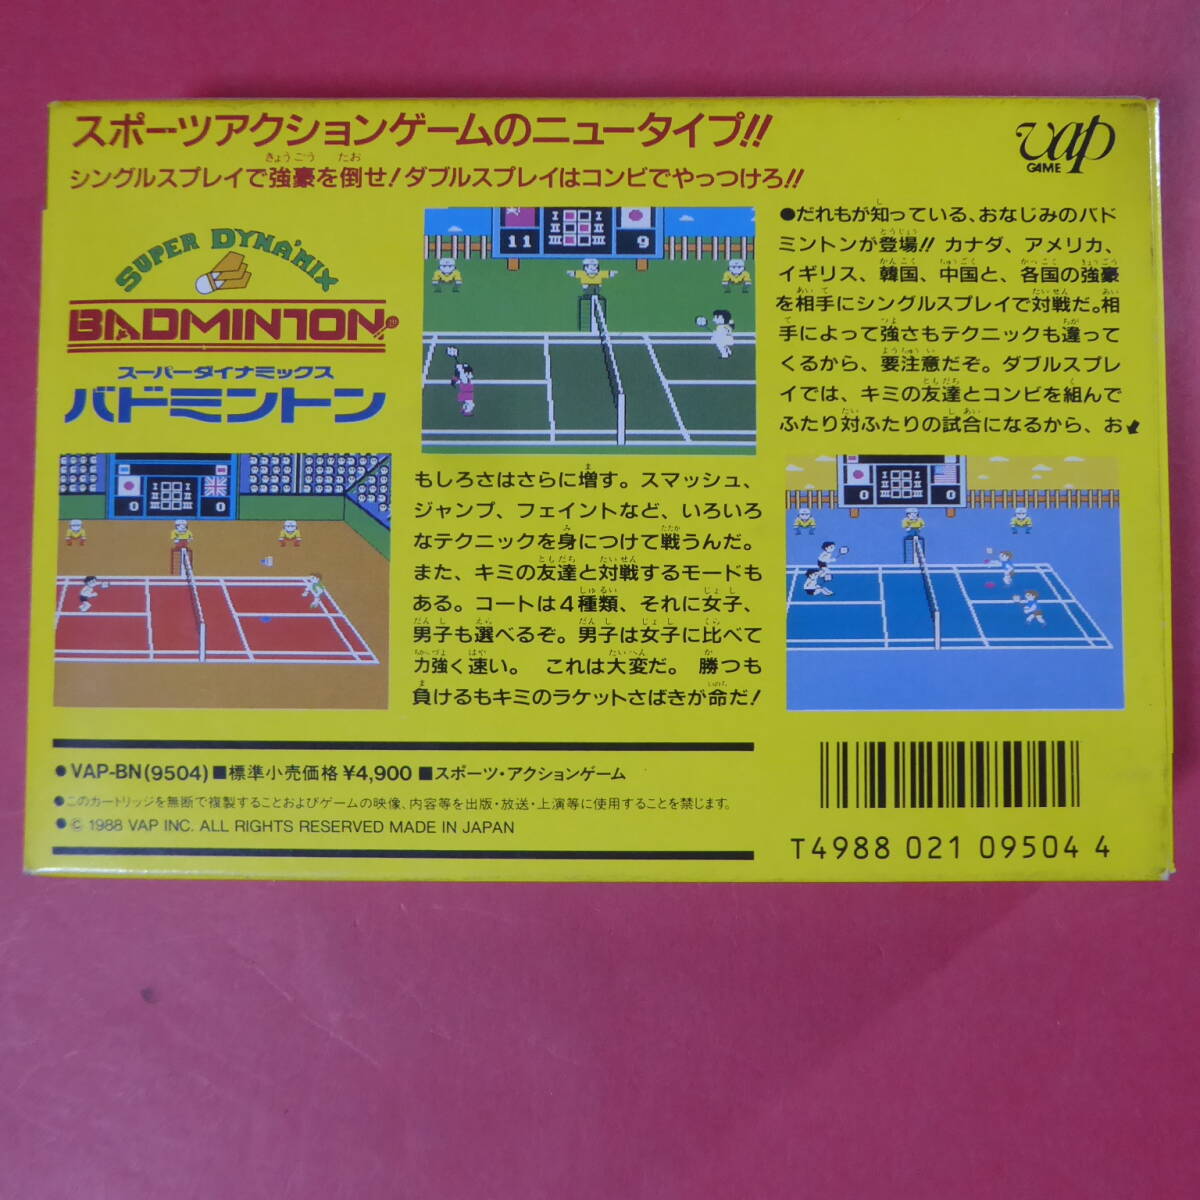 スポーツアクションゲームのニュータイプ!!
シングルスプレイで強豪を倒せ!ダブルスプレイはコンビでやっつけろ!!
vap
GAME
SUPER DYNA'MIX
BADMINTON
スーパーダイナミックス
バドミントン
11 I II III 9
●だれもが知っている、おなじみのバド
ミントンが登場!! カナダ、アメリカ、
イギリス、韓国、中国と、各国の強豪
を相手にシングルスプレイで対戦だ。相
手によって強さもテクニックも違って
くるから、要注意だぞ。ダブルスプレ
イでは、キミの友達とコンビを組んで
ふたり対ふたりの試合になるから、お
もしろさはさらに増す。スマッシュ、
ジャンプ、フェイントなど、いろいろ
なテクニックを身につけて戦うんだ。
また、キミの友達と対戦するモードも
ある。コートは4種類、それに女子、
男子も選べるぞ。男子は女子に比べて
力強く速い。 これは大変だ。 勝つも
負けるもキミのラケットさばきが命だ!
0 I II III 0
0 I II III 0
●VAP-BN(9504)■標準小売価格 ¥4,900 ■スポーツ・アクションゲーム
●このカートリッジを無断で複製することおよびゲームの映像、内容等を出版・放送・上演等に使用することを禁じます。
●© 1988 VAP INC. ALL RIGHTS RESERVED MADE IN JAPAN
T4988 021 09504 4